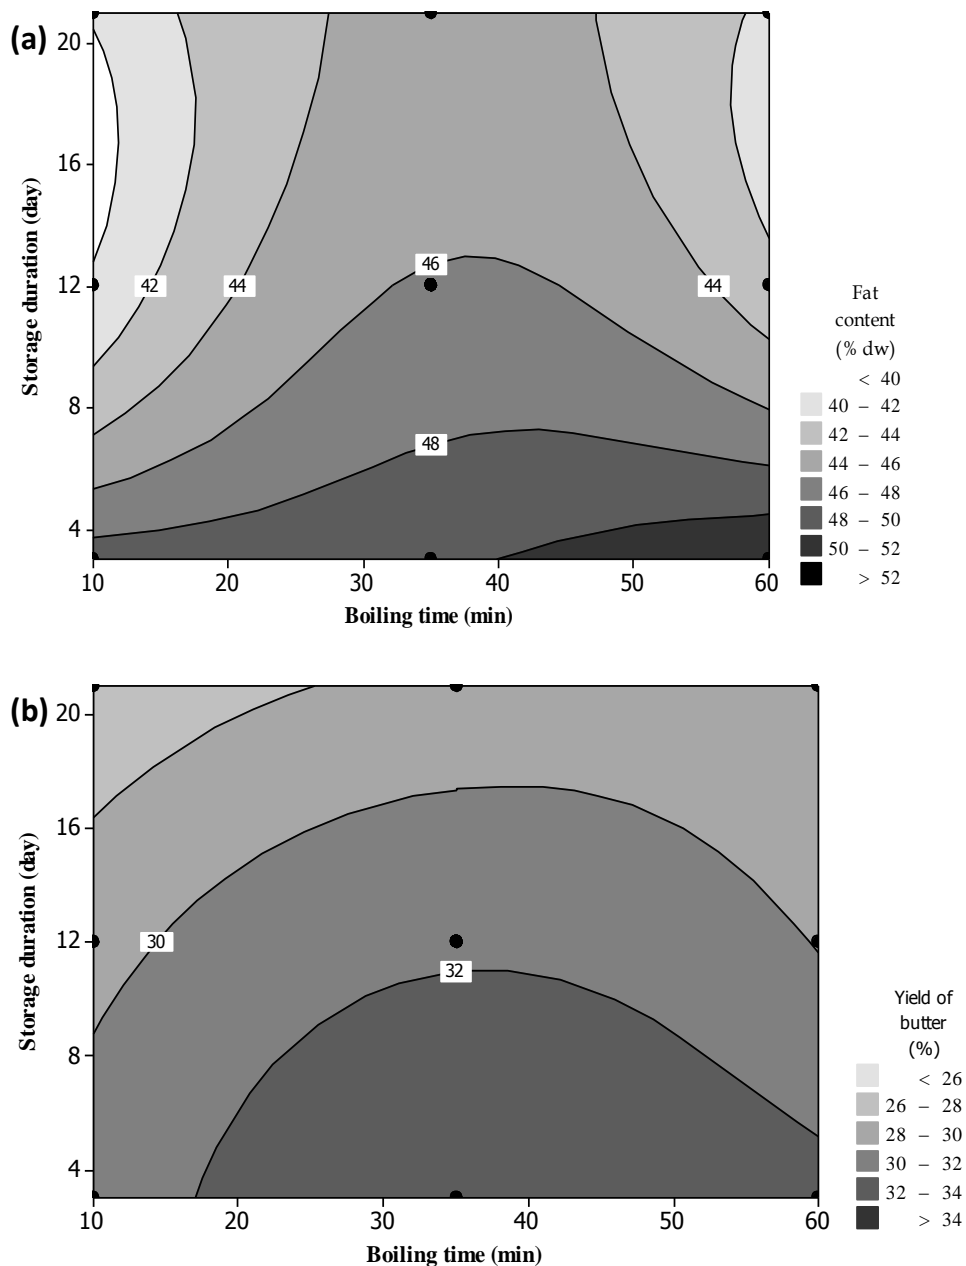 (a)
20
16
12
8
4
Storage duration (day)
42
44
46
44
48
10
20
30
40
50
60
Boiling time (min)
Fat
content
(% dw)
< 40
40 – 42
42 – 44
44 – 46
46 – 48
48 – 50
50 – 52
> 52
(b)
20
16
12
8
4
Storage duration (day)
30
32
10
20
30
40
50
60
Boiling time (min)
Yield of
butter
(%)
< 26
26 – 28
28 – 30
30 – 32
32 – 34
> 34